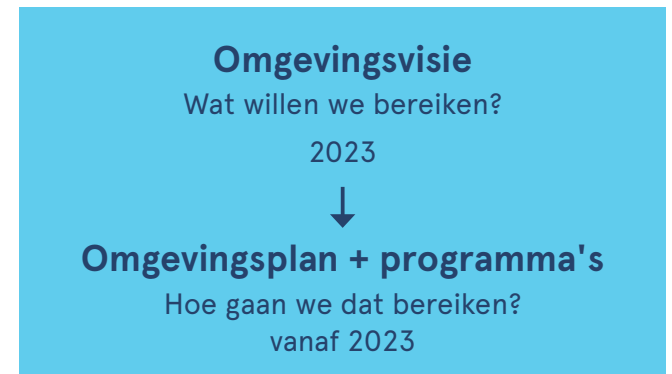 Omgevingsvisie
Wat willen we bereiken?
2023
Omgevingsplan + programma's
Hoe gaan we dat bereiken?
vanaf 2023